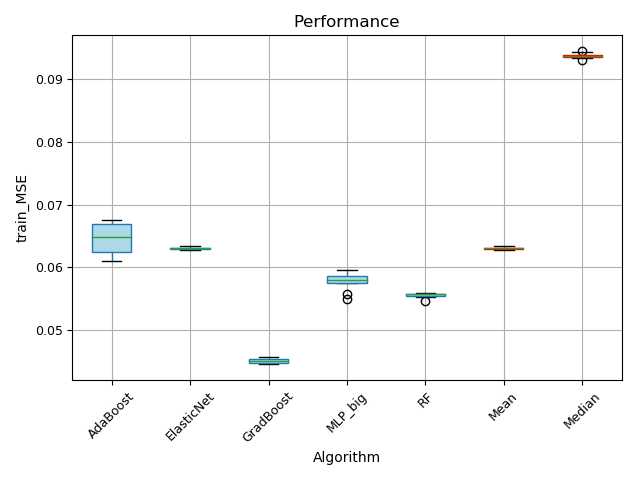 Performance
train_MSE
0.09
0.08
0.07
0.06
0.05
AdaBoost
ElasticNet
GradBoost
MLP_big
RF
Mean
Median
Algorithm